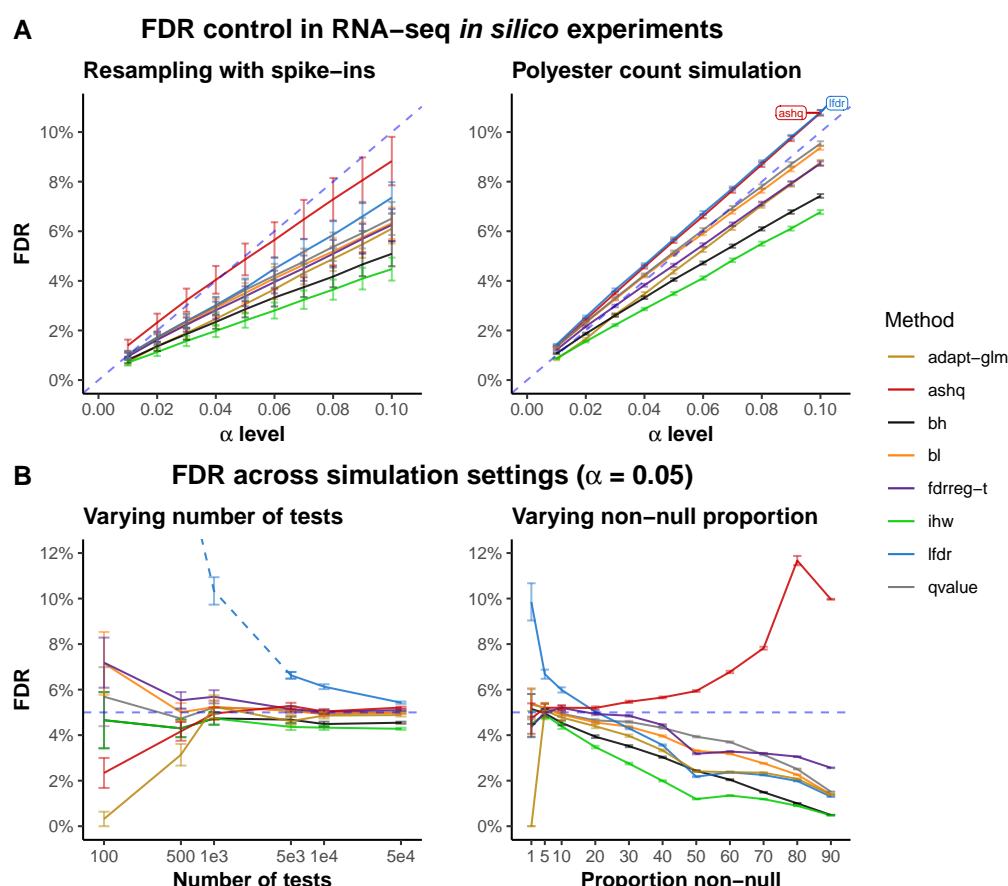 A FDR control in RNA−seq in silico experiments
Resampling with spike−ins
Polyester count simulation
lfdr
ashq
10%
8%
6%
4%
2%
0%
FDR
0.00 0.02 0.04 0.06 0.08 0.10
α level
10%
8%
6%
4%
2%
0%
0.00 0.02 0.04 0.06 0.08 0.10
α level
Method
adapt−glm
ashq
bh
bl
fdrreg−t
ihw
lfdr
qvalue
B FDR across simulation settings (α = 0.05)
Varying number of tests
Varying non−null proportion
12%
10%
8%
6%
4%
2%
0%
FDR
100 500 1e3 5e3 1e4 5e4
Number of tests
12%
10%
8%
6%
4%
2%
0%
1 5 10 20 30 40 50 60 70 80 90
Proportion non−null